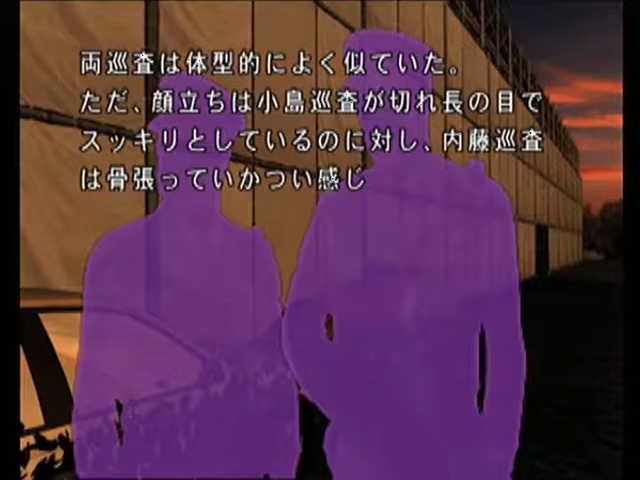 両巡査は体型的によく似ていた。
ただ、顔立ちは小島巡査が切れ長の目で
スッキリとしているのに対し、内藤巡査
は骨張っていかつい感じ